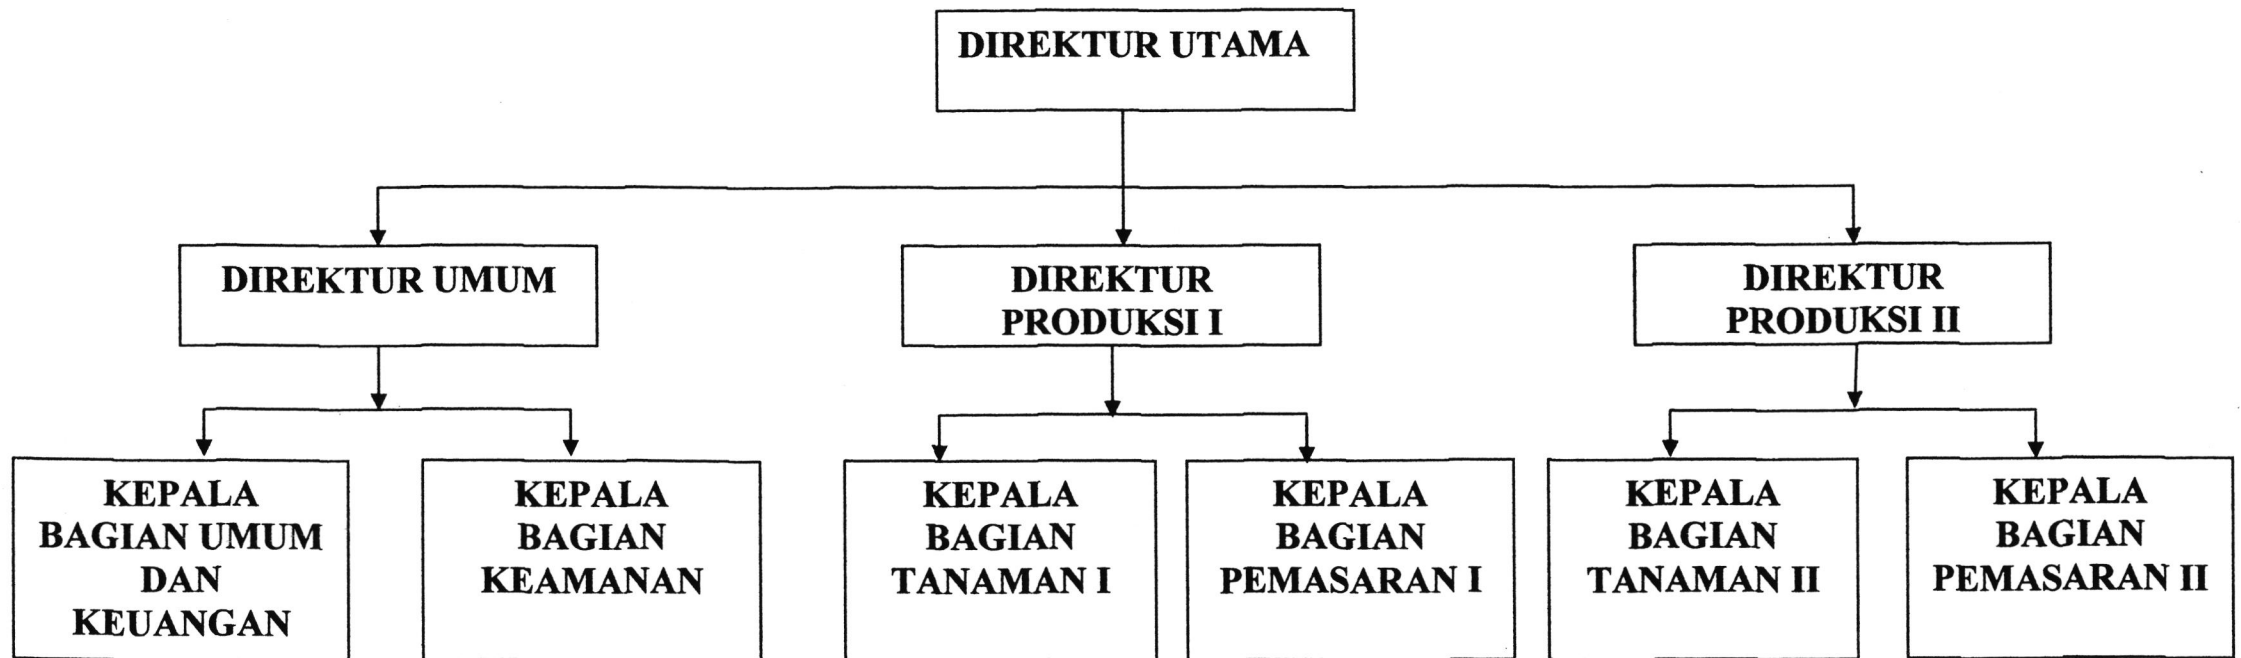 DIREKTUR UTAMA
DIREKTUR UMUM
DIREKTUR
PRODUKSI I
DIREKTUR
PRODUKSI II
KEPALA
BAGIAN UMUM
DAN
KEUANGAN
KEPALA
BAGIAN
KEAMANAN
KEPALA
BAGIAN
TANAMAN I
KEPALA
BAGIAN
PEMASARAN I
KEPALA
BAGIAN
TANAMAN II
KEPALA
BAGIAN
PEMASARAN II